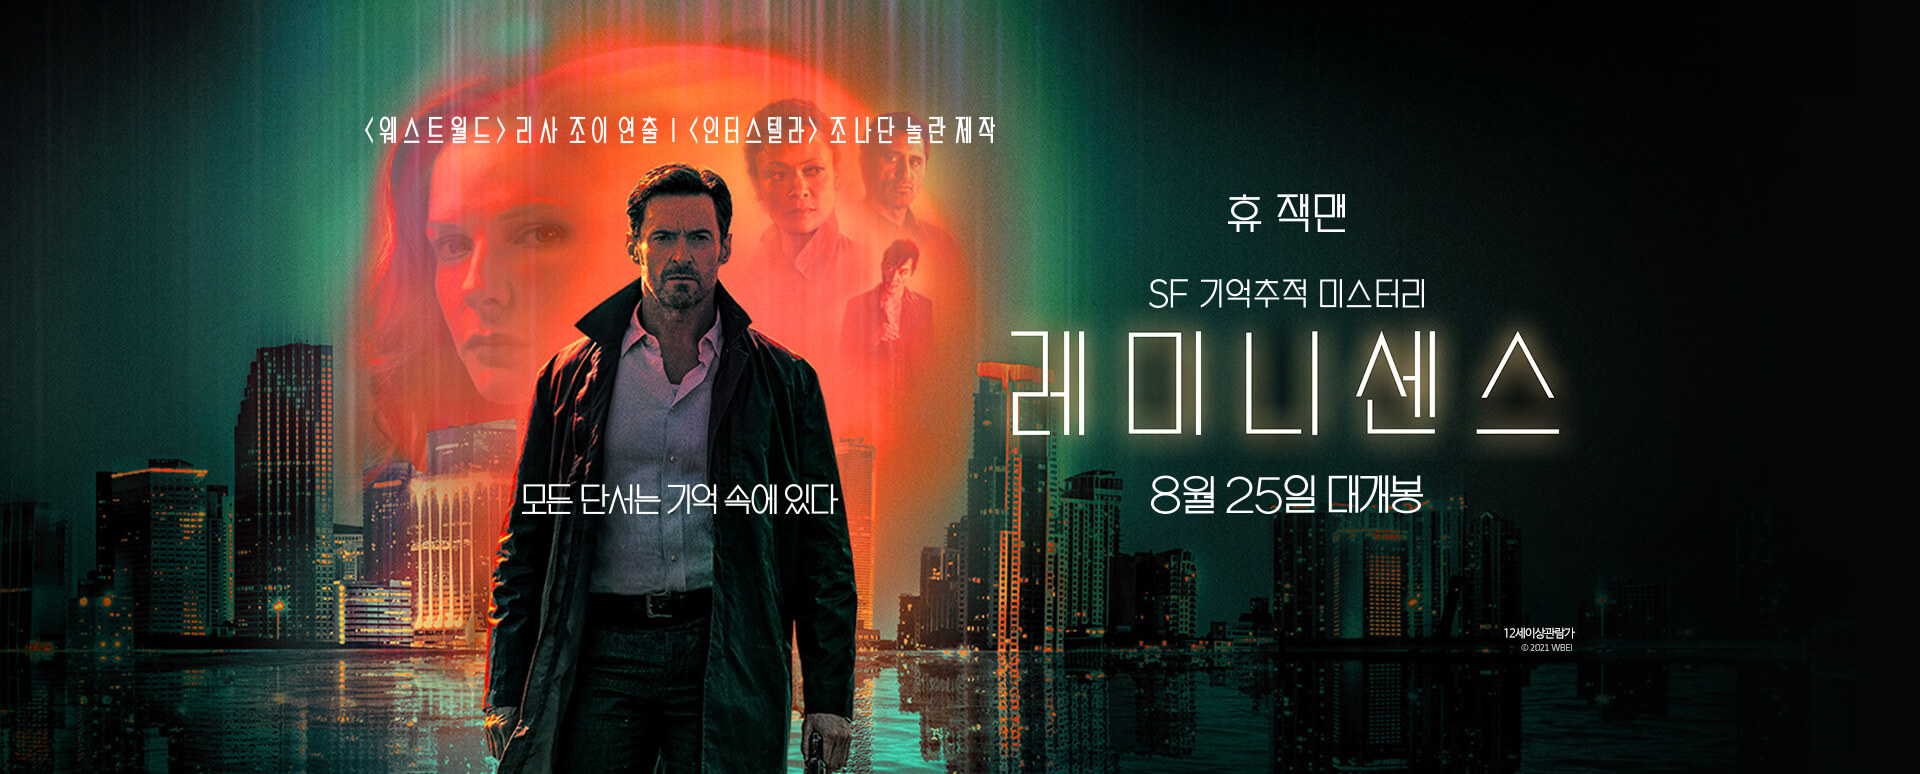 <웨스트월드> 리사 조이 연출 | <인터스텔라> 조나단 놀란 제작
휴 잭맨
SF 기억추적 미스터리
레미니센스
8월 25일 대개봉
모든 단서는 기억 속에 있다
12세이상관람가
© 2021 WBEI